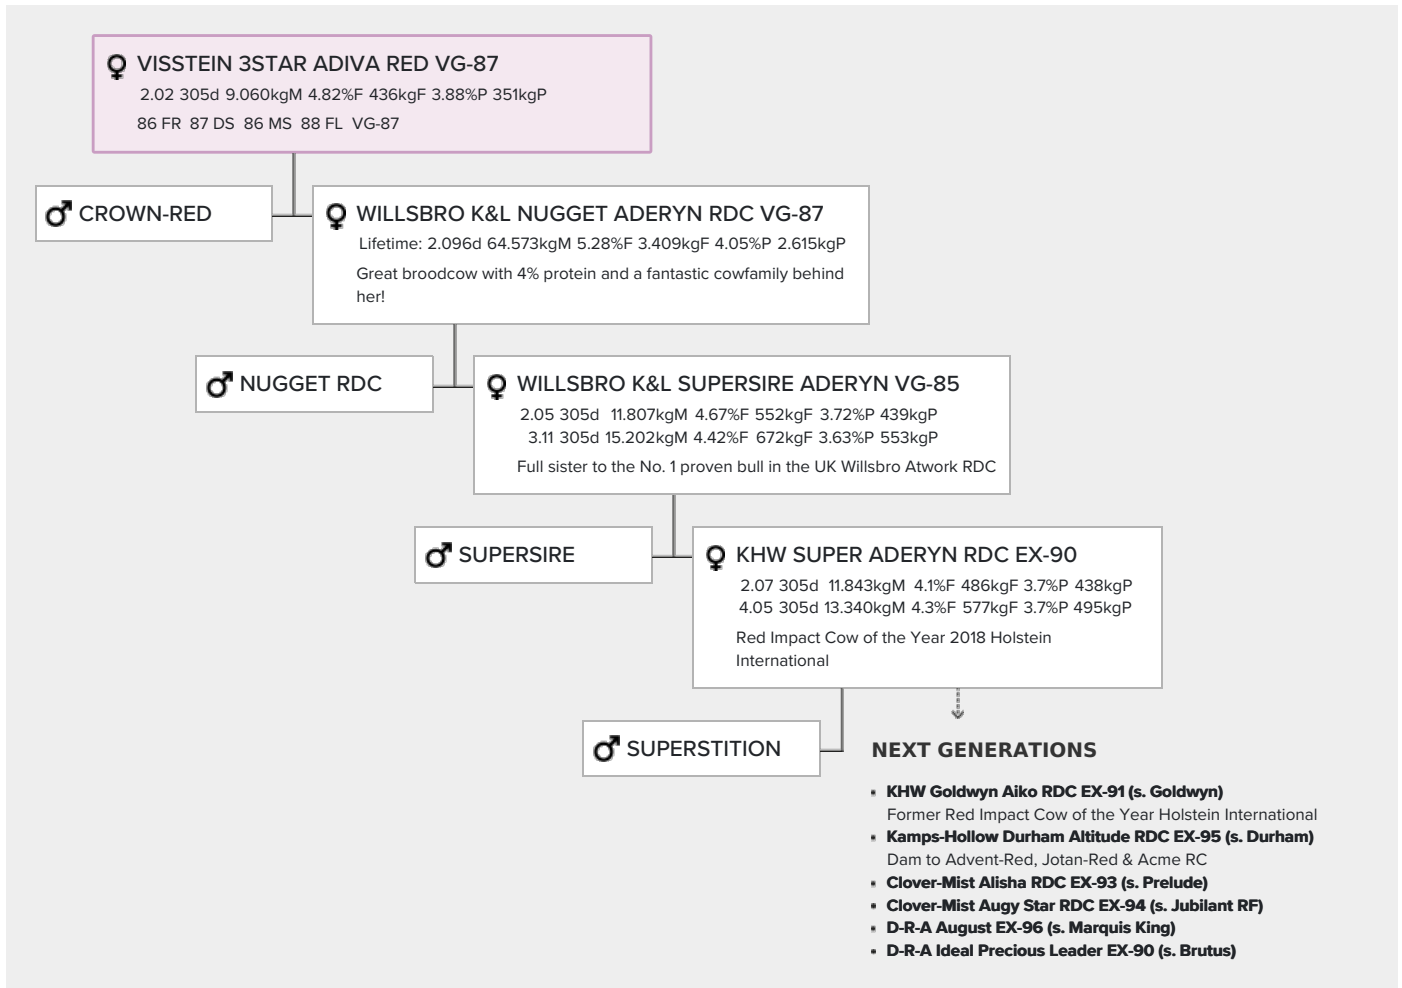 VISSTEIN 3STAR ADIVA RED VG-87
2.02 305d 9.060kgM 4.82%F 436kgF 3.88%P 351kgP
86 FR 87 DS 86 MS 88 FL VG-87
CROWN-RED
WILLSBRO K&L NUGGET ADERYN RDC VG-87
Lifetime: 2.096d 64.573kgM 5.28%F 3.409kgF 4.05%P 2.615kgP
Great broodcow with 4% protein and a fantastic cowfamily behind
her!
NUGGET RDC
WILLSBRO K&L SUPERSIRE ADERYN VG-85
2.05 305d 11.807kgM 4.67%F 552kgF 3.72%P 439kgP
3.11 305d 15.202kgM 4.42%F 672kgF 3.63%P 553kgP
Full sister to the No. 1 proven bull in the UK Willsbro Atwork RDC
SUPERSIRE
KHW SUPER ADERYN RDC EX-90
2.07 305d 11.843kgM 4.1%F 486kgF 3.7%P 438kgP
4.05 305d 13.340kgM 4.3%F 577kgF 3.7%P 495kgP
Red Impact Cow of the Year 2018 Holstein
International
SUPERSTITION
NEXT GENERATIONS
KHW Goldwyn Aiko RDC EX-91 (s. Goldwyn)
Former Red Impact Cow of the Year Holstein International
Kamps-Hollow Durham Altitude RDC EX-95 (s. Durham)
Dam to Advent-Red, Jotan-Red & Acme RC
Clover-Mist Alisha RDC EX-93 (s. Prelude)
Clover-Mist Augy Star RDC EX-94 (s. Jubilant RF)
D-R-A August EX-96 (s. Marquis King)
D-R-A Ideal Precious Leader EX-90 (s. Brutus)